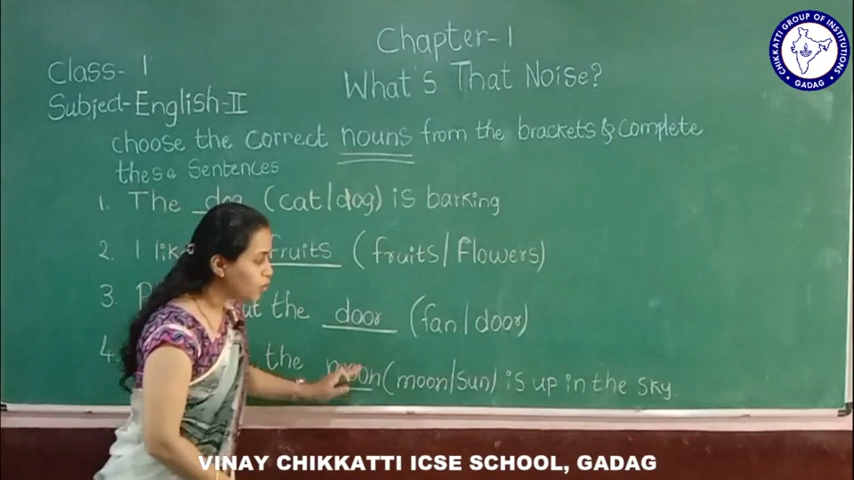 Chapter-1
Class- 1
What's That Noise?
Subject-English-II
choose the correct nouns from the brackets & complete
these sentences
1. The dog (cat/dog) is barking
2. I fruits (fruits/Flowers)
3. the door (fan/door)
4. the moon (moon/Sun) is up in the sky.
CHIKKATTI GROUP OF INSTITUTIONS
GADAG
VINAY CHIKKATTI ICSE SCHOOL, GADAG